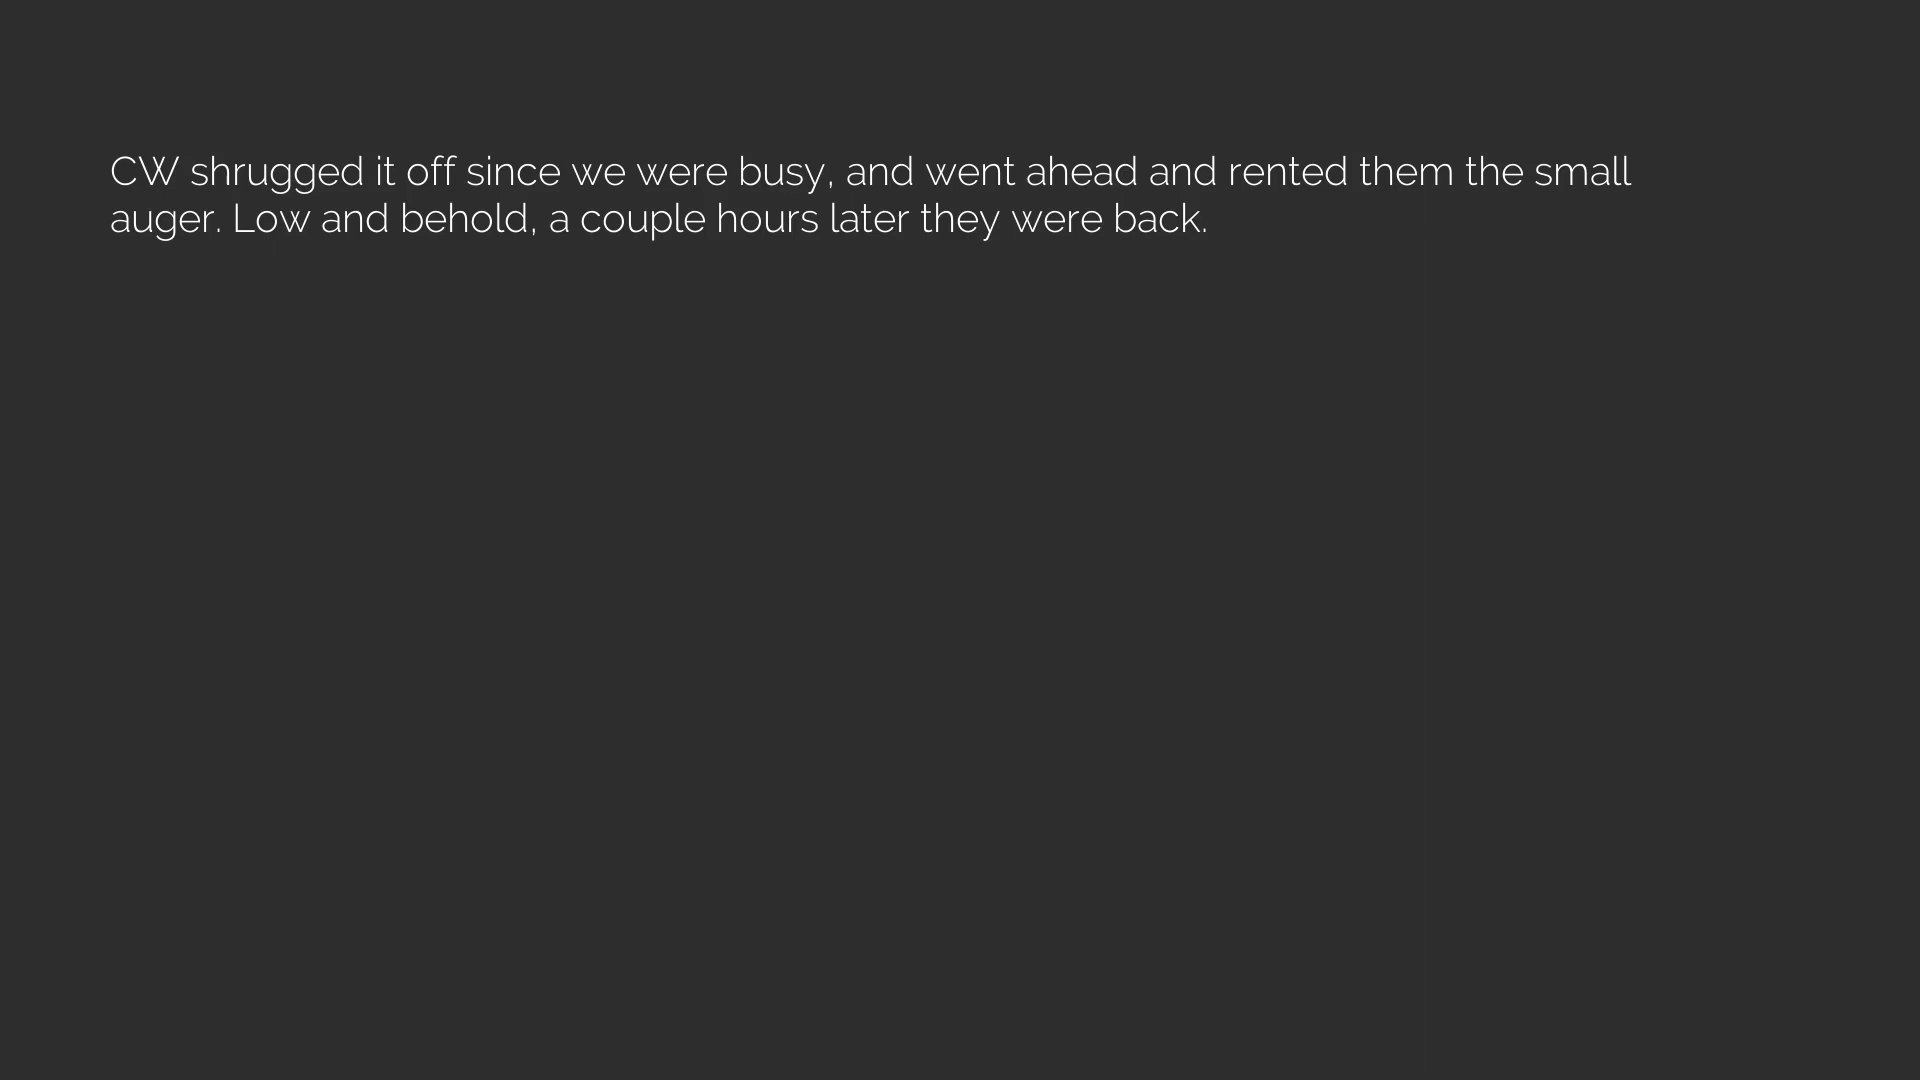 CW shrugged it off since we were busy, and went ahead and rented them the small
auger. Low and behold, a couple hours later they were back.